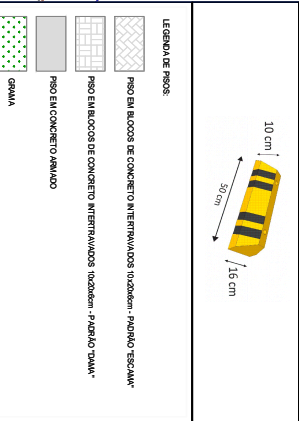 10 cm
50 cm
16 cm
LEGENDA DE PISOS:
PISO EM BLOCOS DE CONCRETO INTERTRAVADOS 10x20x6cm - PADRÃO "ESCAMA"
PISO EM BLOCOS DE CONCRETO INTERTRAVADOS 10x20x6cm - PADRÃO "DAMA"
PISO EM CONCRETO ARMADO
GRAMA